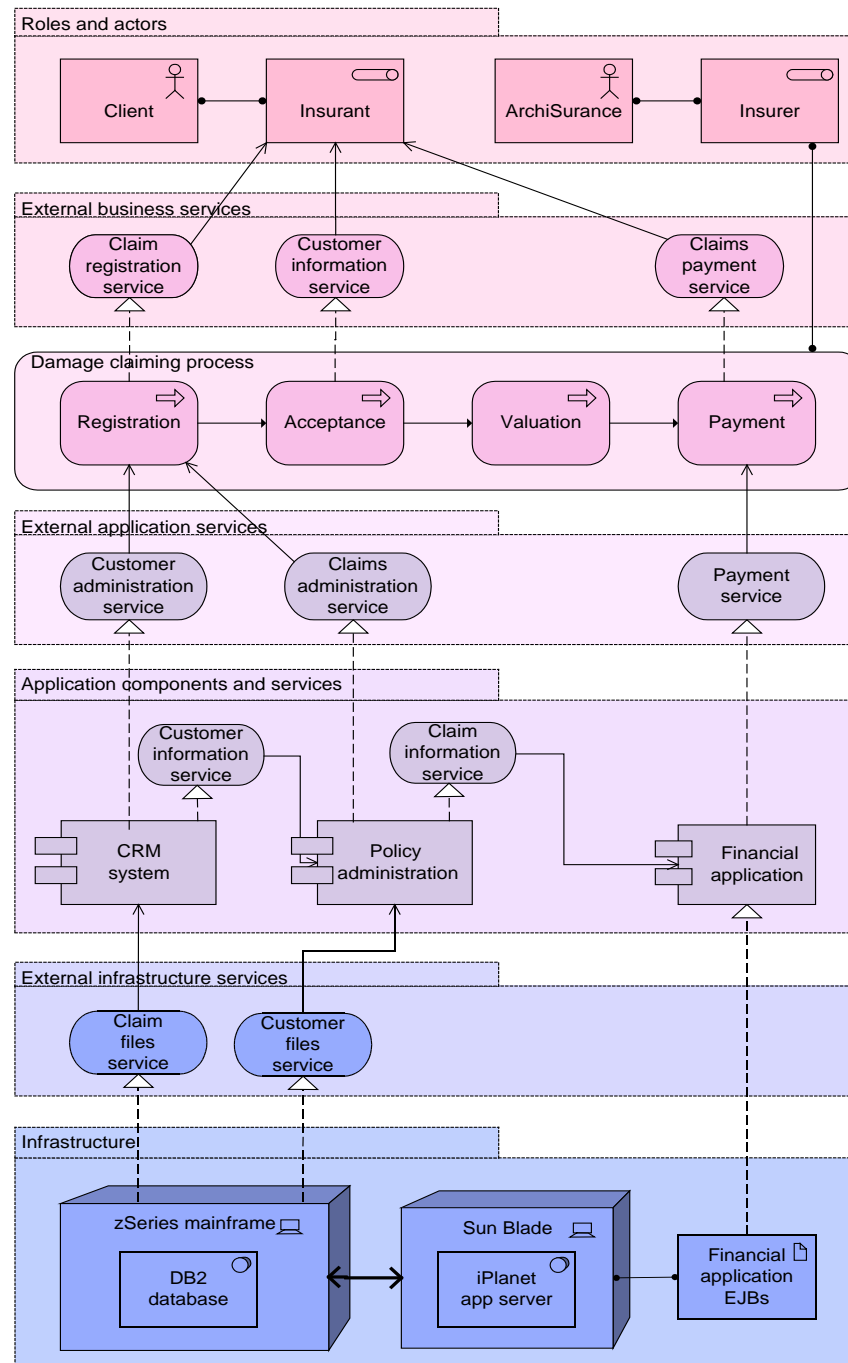 Roles and actors
Client
Insurant
ArchiSurance
Insurer
External business services
Claim
registration
service
Customer
information
service
Claims
payment
service
Damage claiming process
Registration
Acceptance
Valuation
Payment
External application services
Customer
administration
service
Claims
administration
service
Payment
service
Application components and services
Customer
information
service
Claim
information
service
CRM
system
Policy
administration
Financial
application
External infrastructure services
Claim
files
service
Customer
files
service
Infrastructure
zSeries mainframe
DB2
database
Sun Blade
iPlanet
app server
Financial
application
EJBs